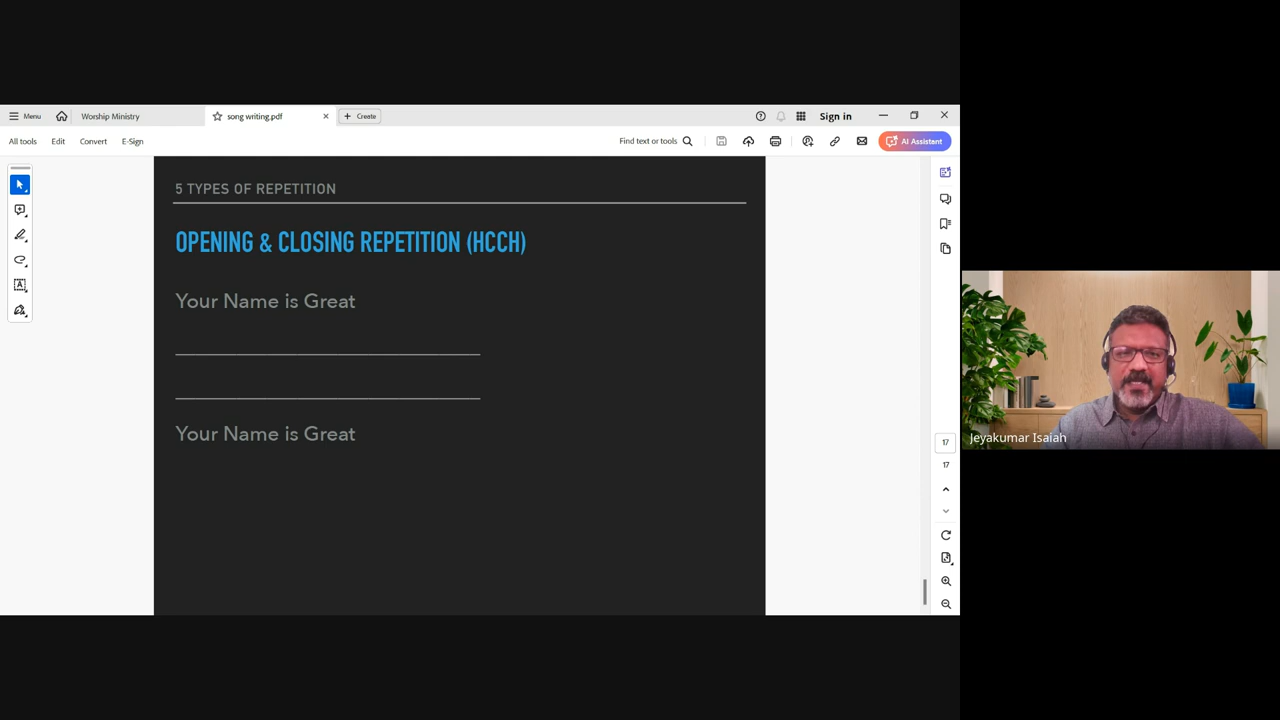 Menu
Worship Ministry
song writing.pdf
Create
Sign in
All tools
Edit
Convert
E-Sign
Find text or tools
AI Assistant
5 TYPES OF REPETITION
OPENING & CLOSING REPETITION (HCCH)
Your Name is Great
Your Name is Great
17
17
Jeyakumar Isaiah